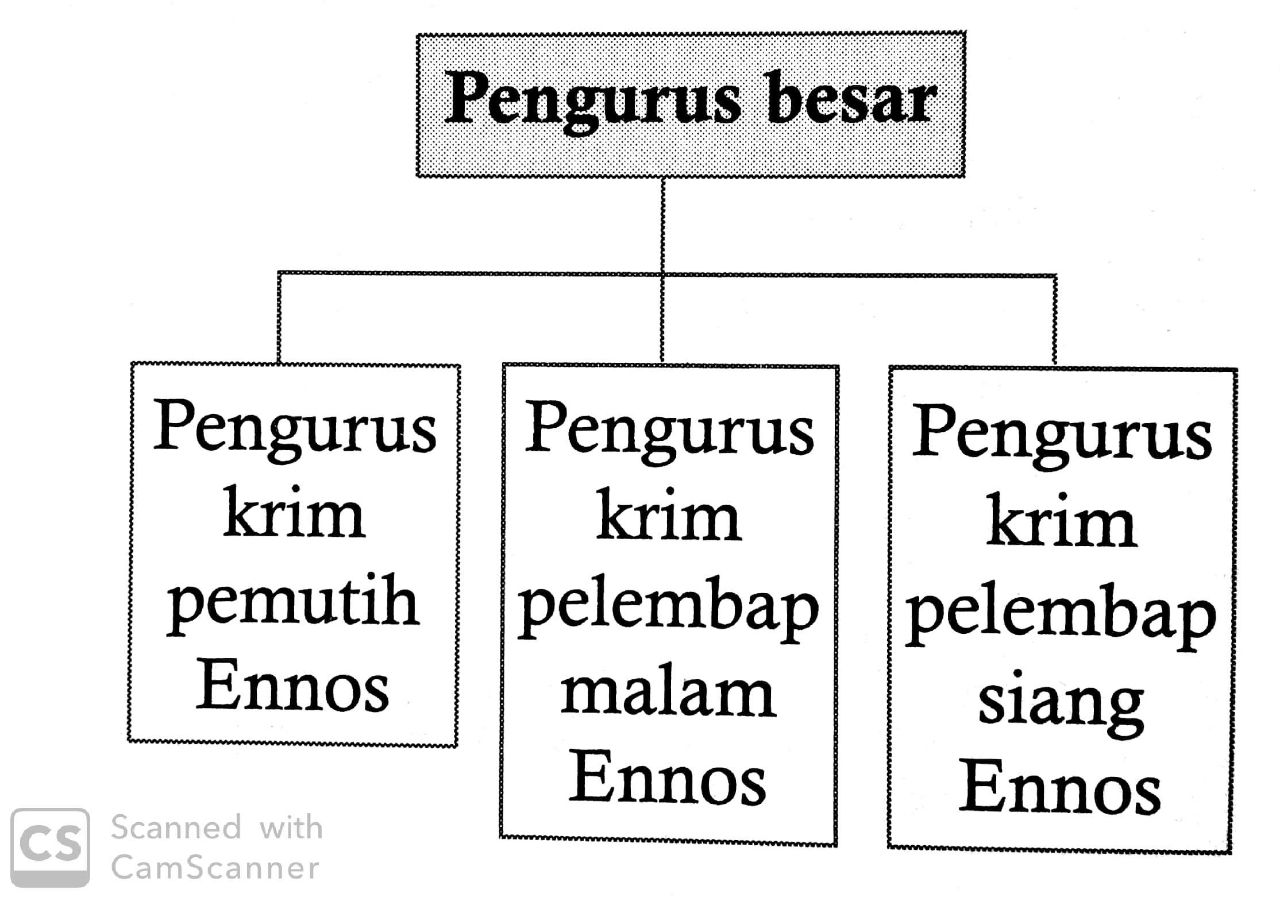 Pengurus besar
Pengurus
krim
pemutih
Ennos
Pengurus
krim
pelembap
malam
Ennos
Pengurus
krim
pelembap
siang
Ennos
CS
Scanned with
CamScanner